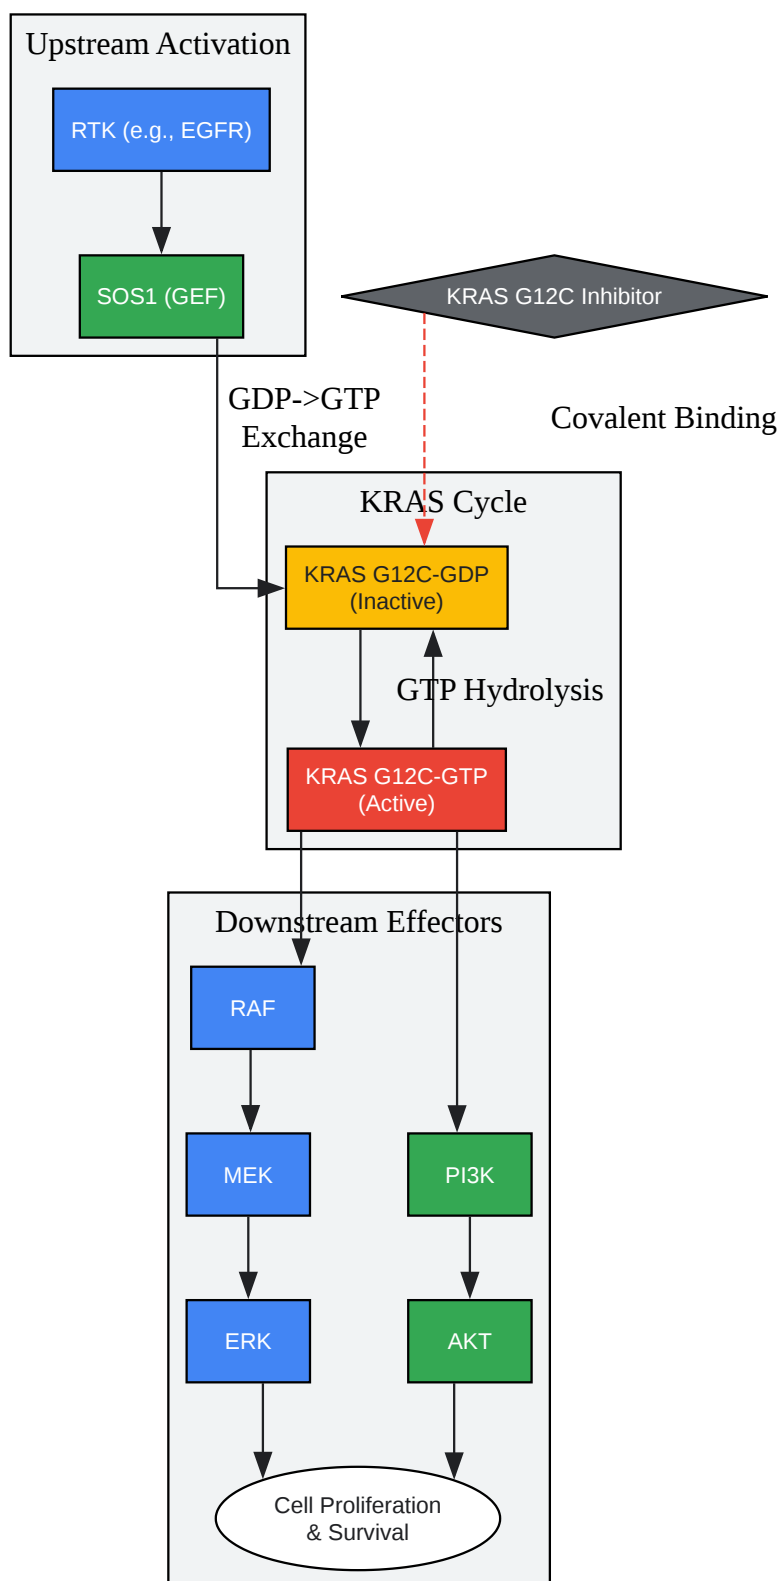 Upstream Activation
RTK (e.g., EGFR)
SOS1 (GEF)
KRAS G12C Inhibitor
GDP->GTP
Exchange
Covalent Binding
KRAS Cycle
KRAS G12C-GDP
(Inactive)
GTP Hydrolysis
KRAS G12C-GTP
(Active)
Downstream Effectors
RAF
MEK
PI3K
ERK
AKT
Cell Proliferation
& Survival